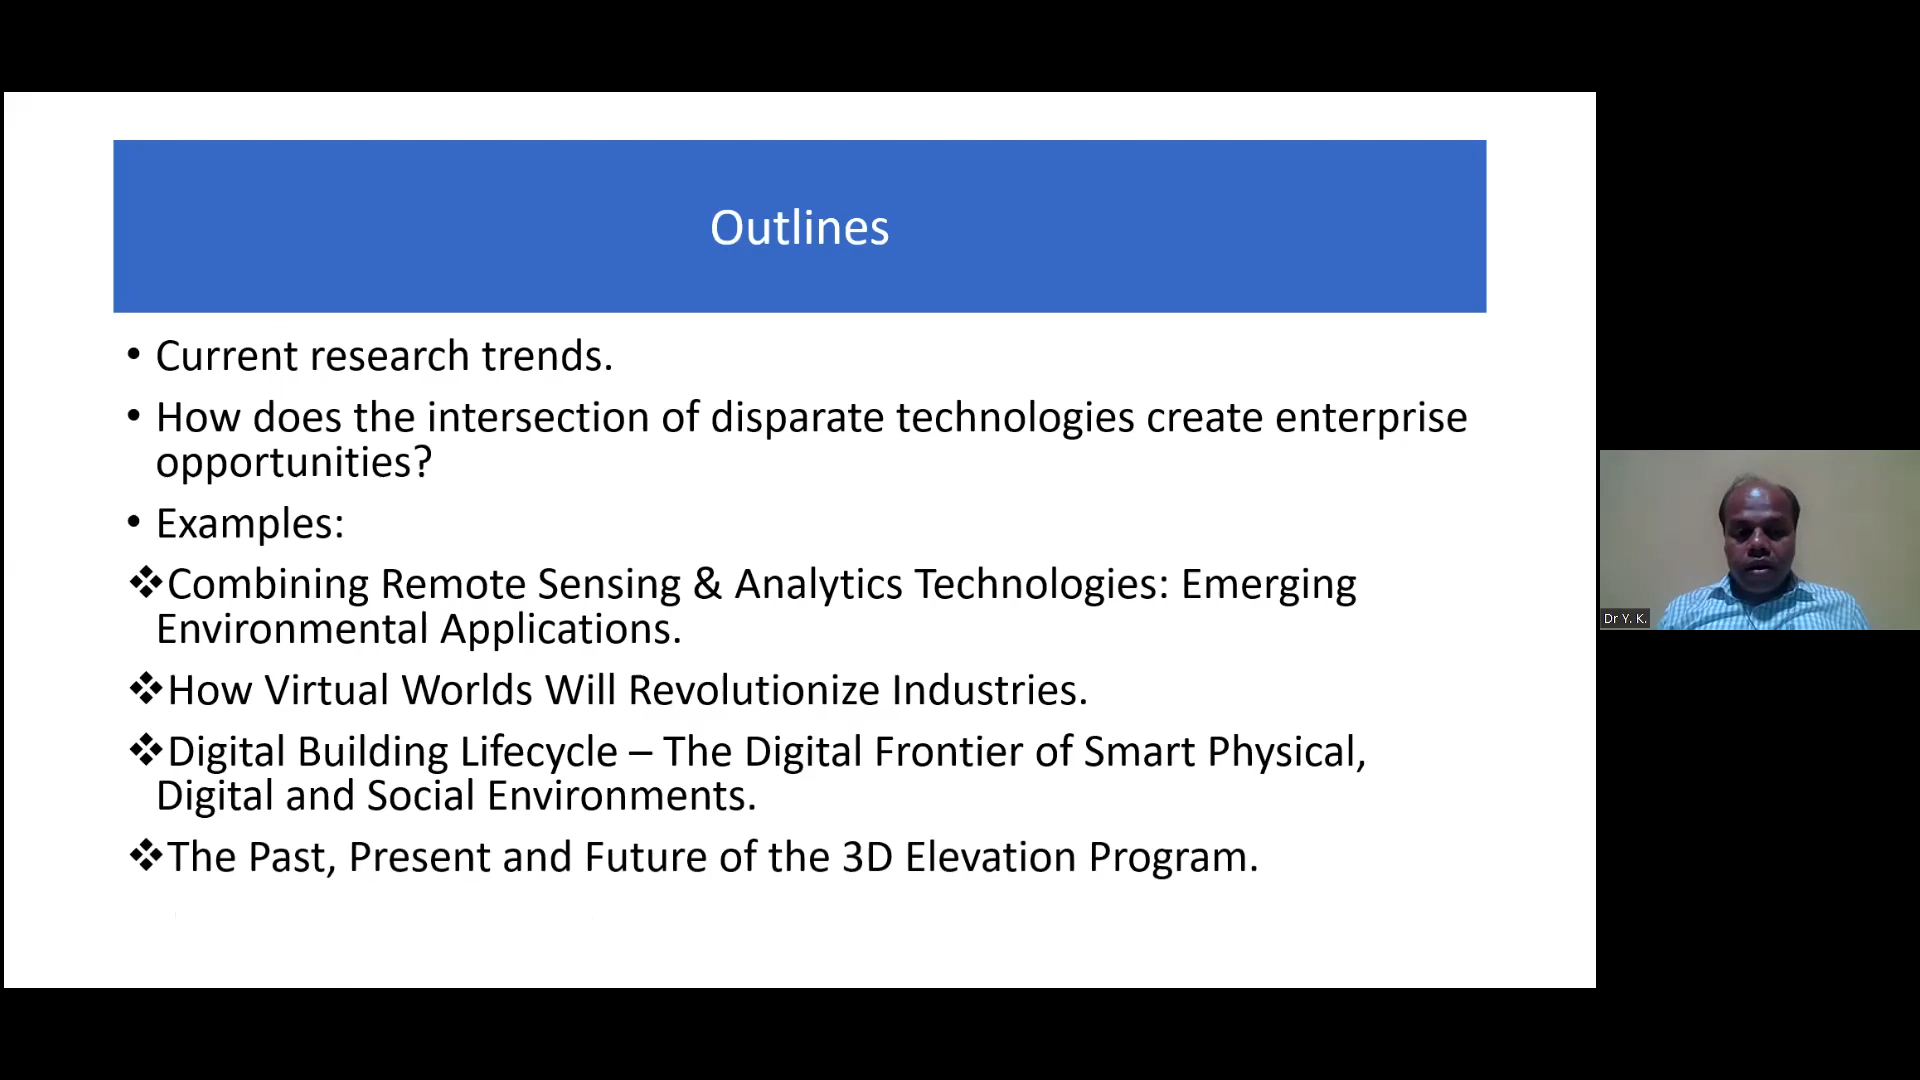 Outlines
• Current research trends.
• How does the intersection of disparate technologies create enterprise
opportunities?
• Examples:
❖Combining Remote Sensing & Analytics Technologies: Emerging
Environmental Applications.
❖How Virtual Worlds Will Revolutionize Industries.
❖Digital Building Lifecycle – The Digital Frontier of Smart Physical,
Digital and Social Environments.
❖The Past, Present and Future of the 3D Elevation Program.
Dr Y. K.